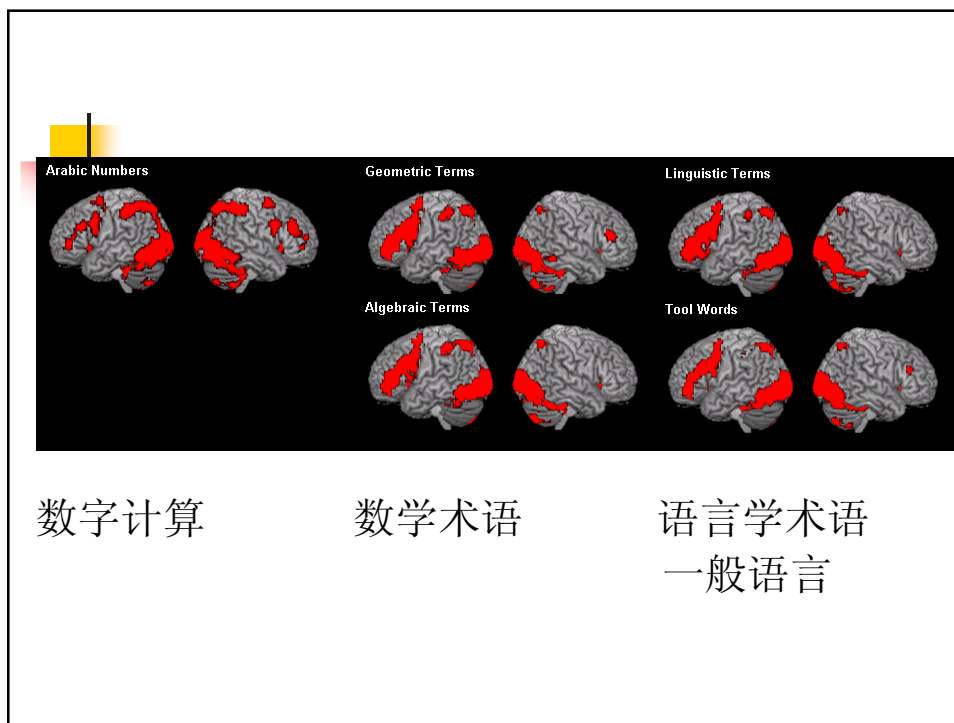 Arabic Numbers
Geometric Terms
Linguistic Terms
Algebraic Terms
Tool Words
数字计算
数学术语
语言学术语
一般语言